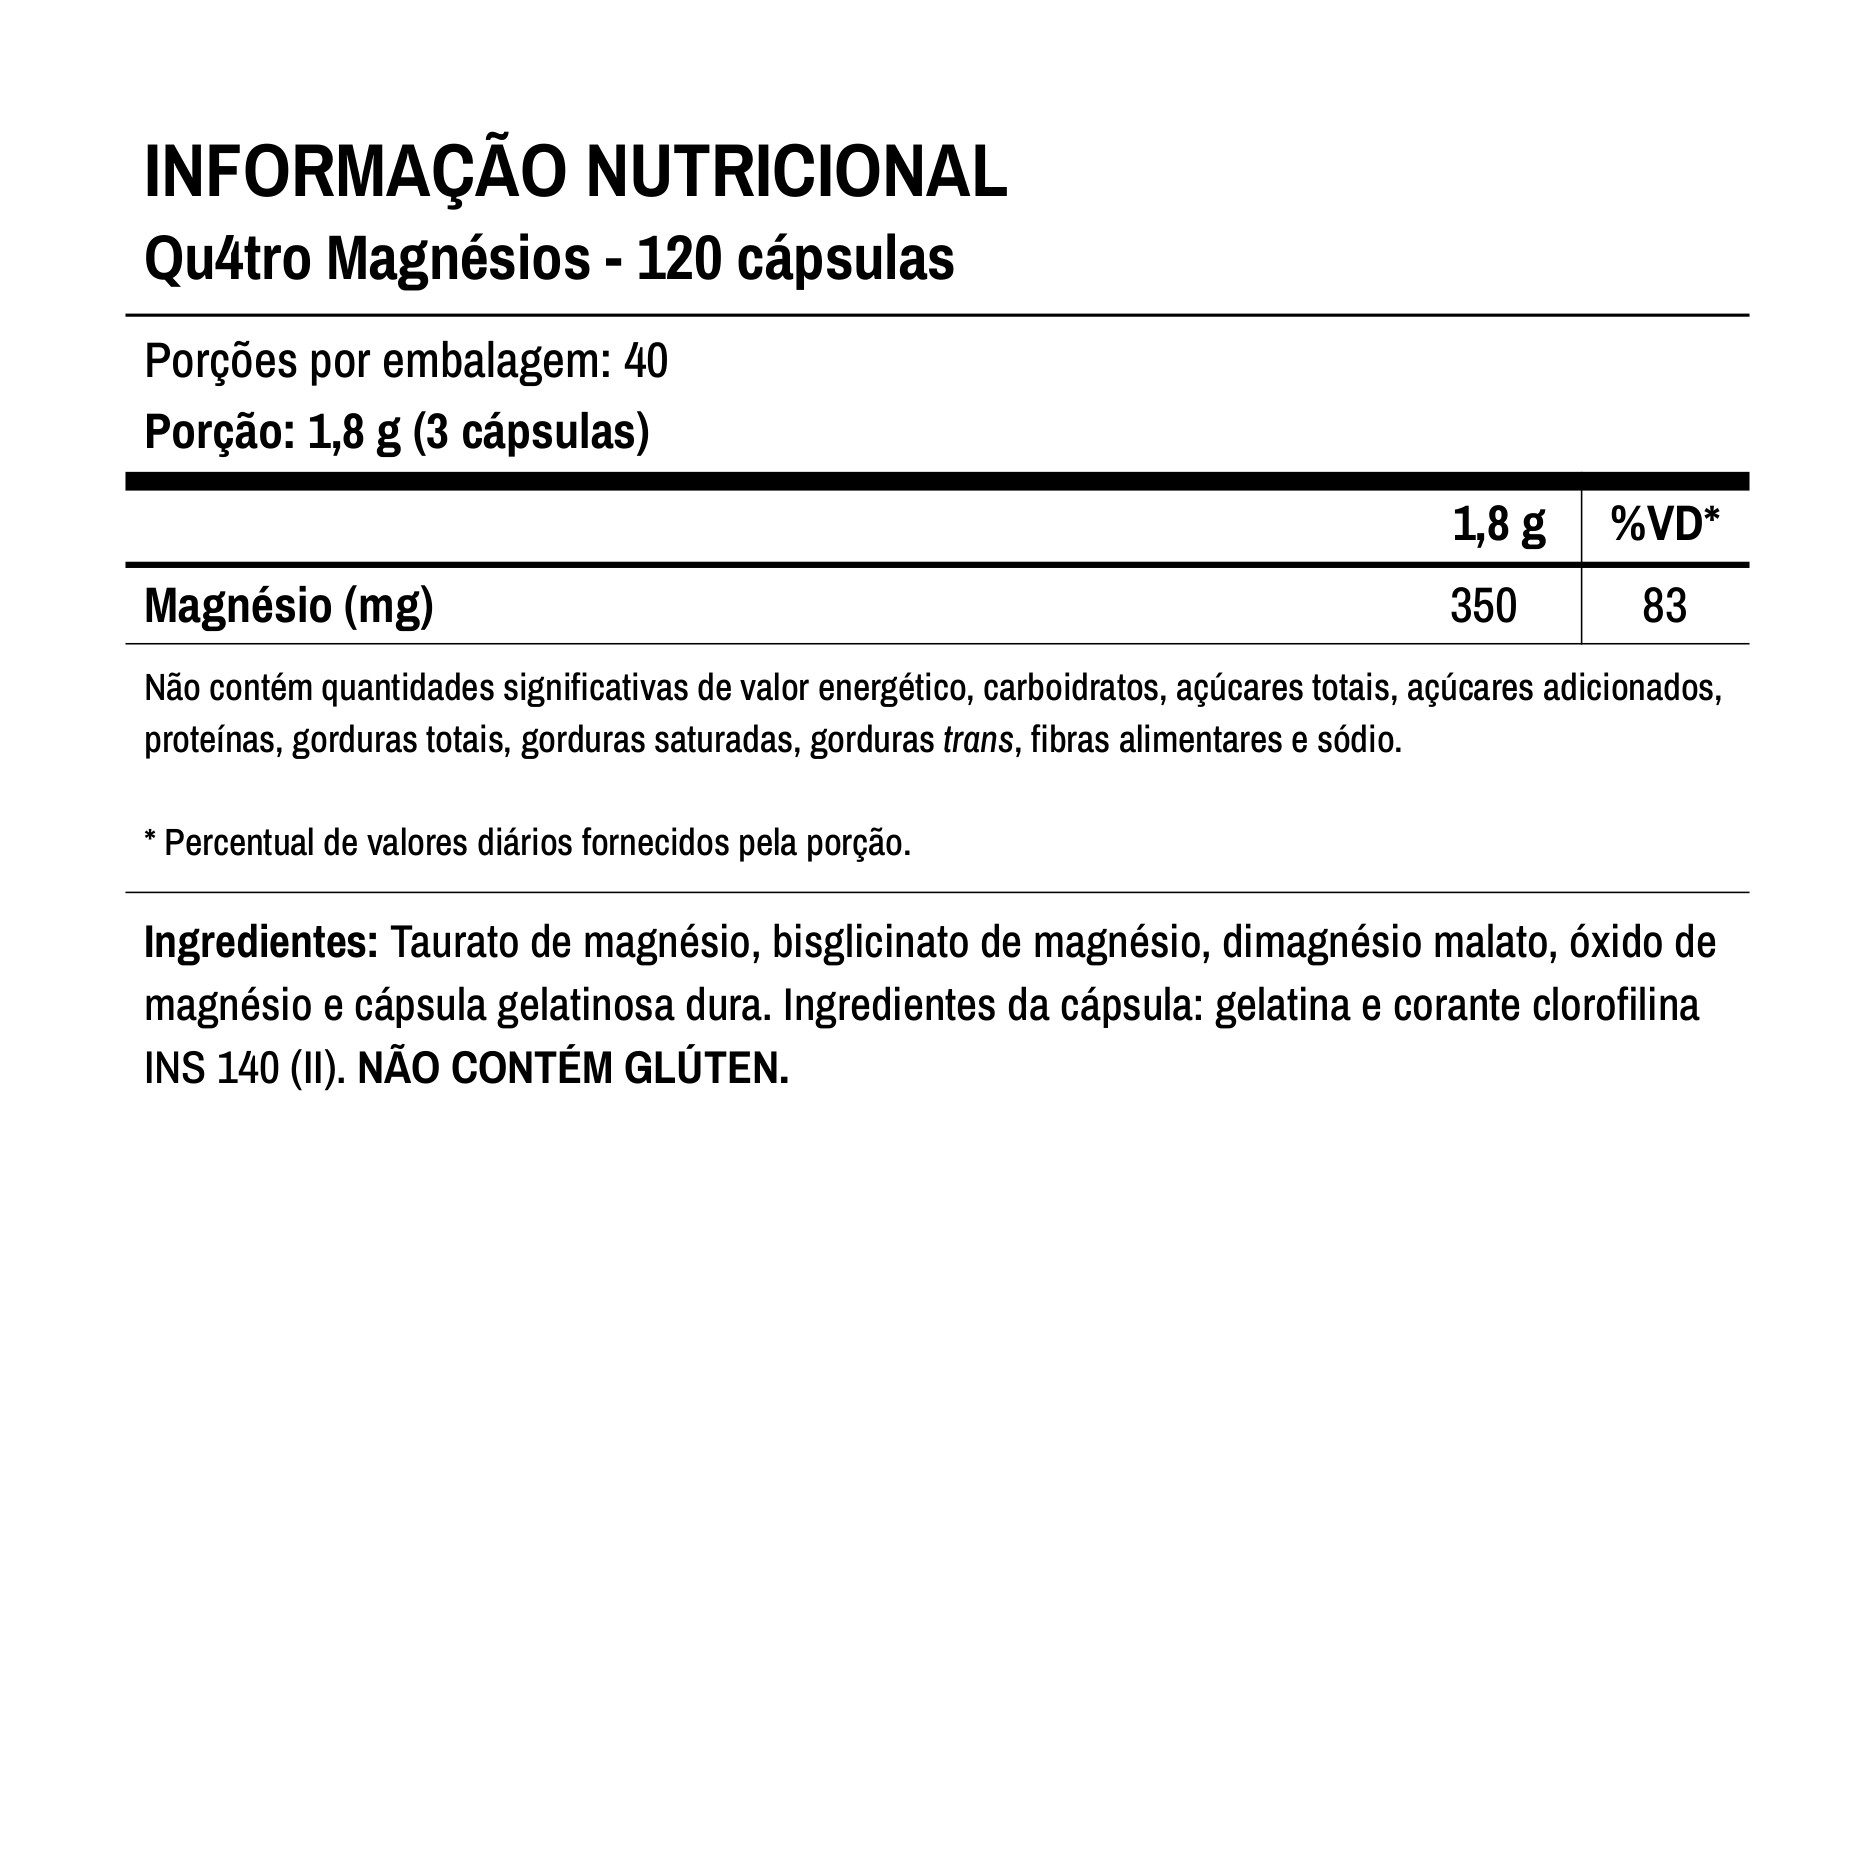 INFORMAÇÃO NUTRICIONAL
Qu4tro Magnésios - 120 cápsulas
Porções por embalagem: 40
Porção: 1,8 g (3 cápsulas)
1,8 g %VD*
Magnésio (mg) 350 83
Não contém quantidades significativas de valor energético, carboidratos, açúcares totais, açúcares adicionados,
proteínas, gorduras totais, gorduras saturadas, gorduras trans, fibras alimentares e sódio.
* Percentual de valores diários fornecidos pela porção.
Ingredientes: Taurato de magnésio, bisglicinato de magnésio, dimagnésio malato, óxido de
magnésio e cápsula gelatinosa dura. Ingredientes da cápsula: gelatina e corante clorofilina
INS 140 (II). NÃO CONTÉM GLÚTEN.